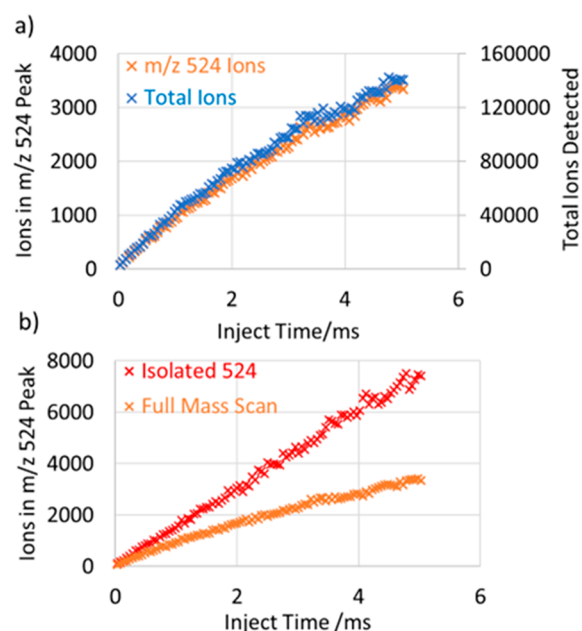 a)
4000
3000
2000
1000
0
Ions in m/z 524 Peak
× m/z 524 Ions
× Total Ions
160000
120000
80000
40000
0
Total Ions Detected
0 2 4 6
Inject Time/ms
b)
8000
6000
4000
2000
0
Ions in m/z 524 Peak
× Isolated 524
× Full Mass Scan
0 2 4 6
Inject Time /ms